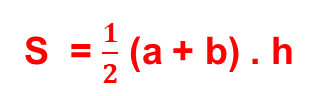 S = 1/2 (a + b) . h